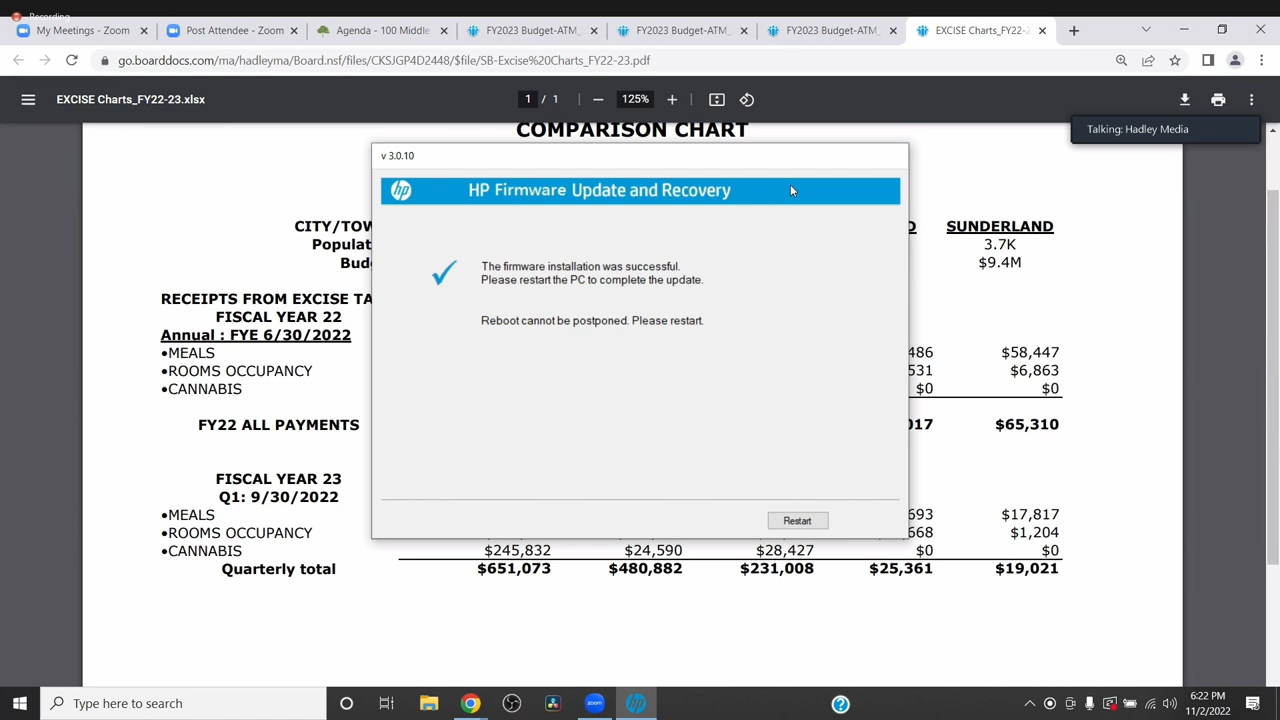 Recording
My Meetings - Zoom
Post Attendee - Zoom
Agenda - 100 Middle
FY2023 Budget-ATM_
FY2023 Budget-ATM_
FY2023 Budget-ATM_
EXCISE Charts_FY22-2
go.boarddocs.com/ma/hadleyma/Board.nsf/files/CKSJGP4D2448/$file/SB-Excise%20Charts_FY22-23.pdf
EXCISE Charts_FY22-23.xlsx
1 / 1
125%
Talking: Hadley Media
COMPARISON CHART
v 3.0.10
hp
HP Firmware Update and Recovery
The firmware installation was successful.
Please restart the PC to complete the update.
Reboot cannot be postponed. Please restart.
Restart
CITY/TOW D SUNDERLAND
Populat 3.7K
Bud $9.4M
RECEIPTS FROM EXCISE TA
FISCAL YEAR 22
Annual : FYE 6/30/2022
•MEALS 486 $58,447
•ROOMS OCCUPANCY 531 $6,863
•CANNABIS $0 $0
FY22 ALL PAYMENTS 017 $65,310
FISCAL YEAR 23
Q1: 9/30/2022
•MEALS 693 $17,817
•ROOMS OCCUPANCY 668 $1,204
•CANNABIS $245,832 $24,590 $28,427 $0 $0
Quarterly total $651,073 $480,882 $231,008 $25,361 $19,021
Type here to search
zoom
hp
6:22 PM
11/2/2022